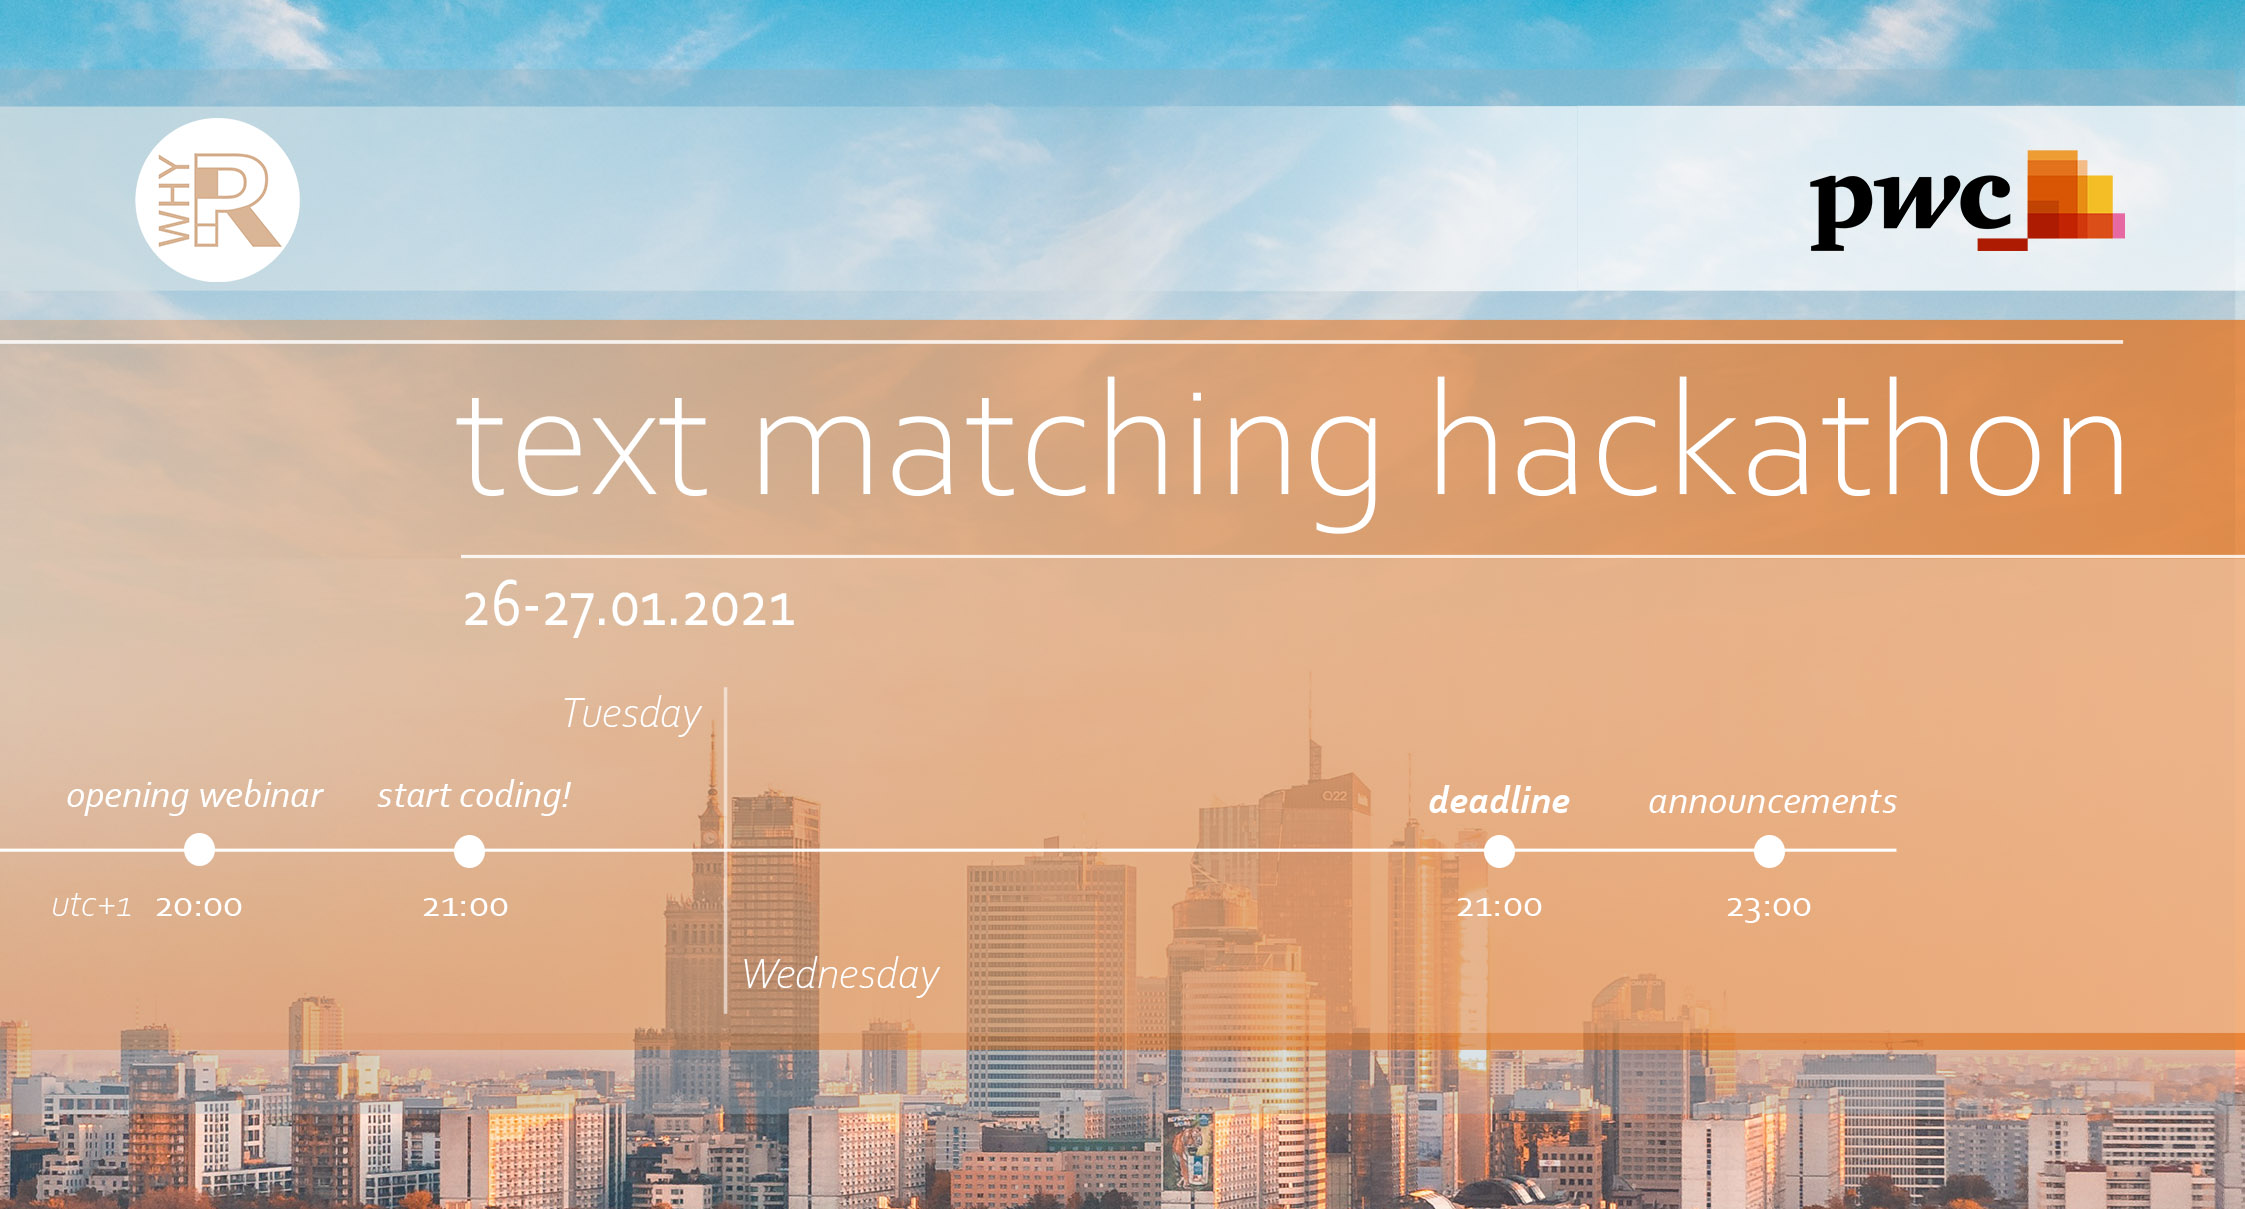 WHY R
pwc
text matching hackathon
26-27.01.2021
Tuesday
opening webinar start coding! deadline announcements
utc+1 20:00 21:00 21:00 23:00
Wednesday
Q22